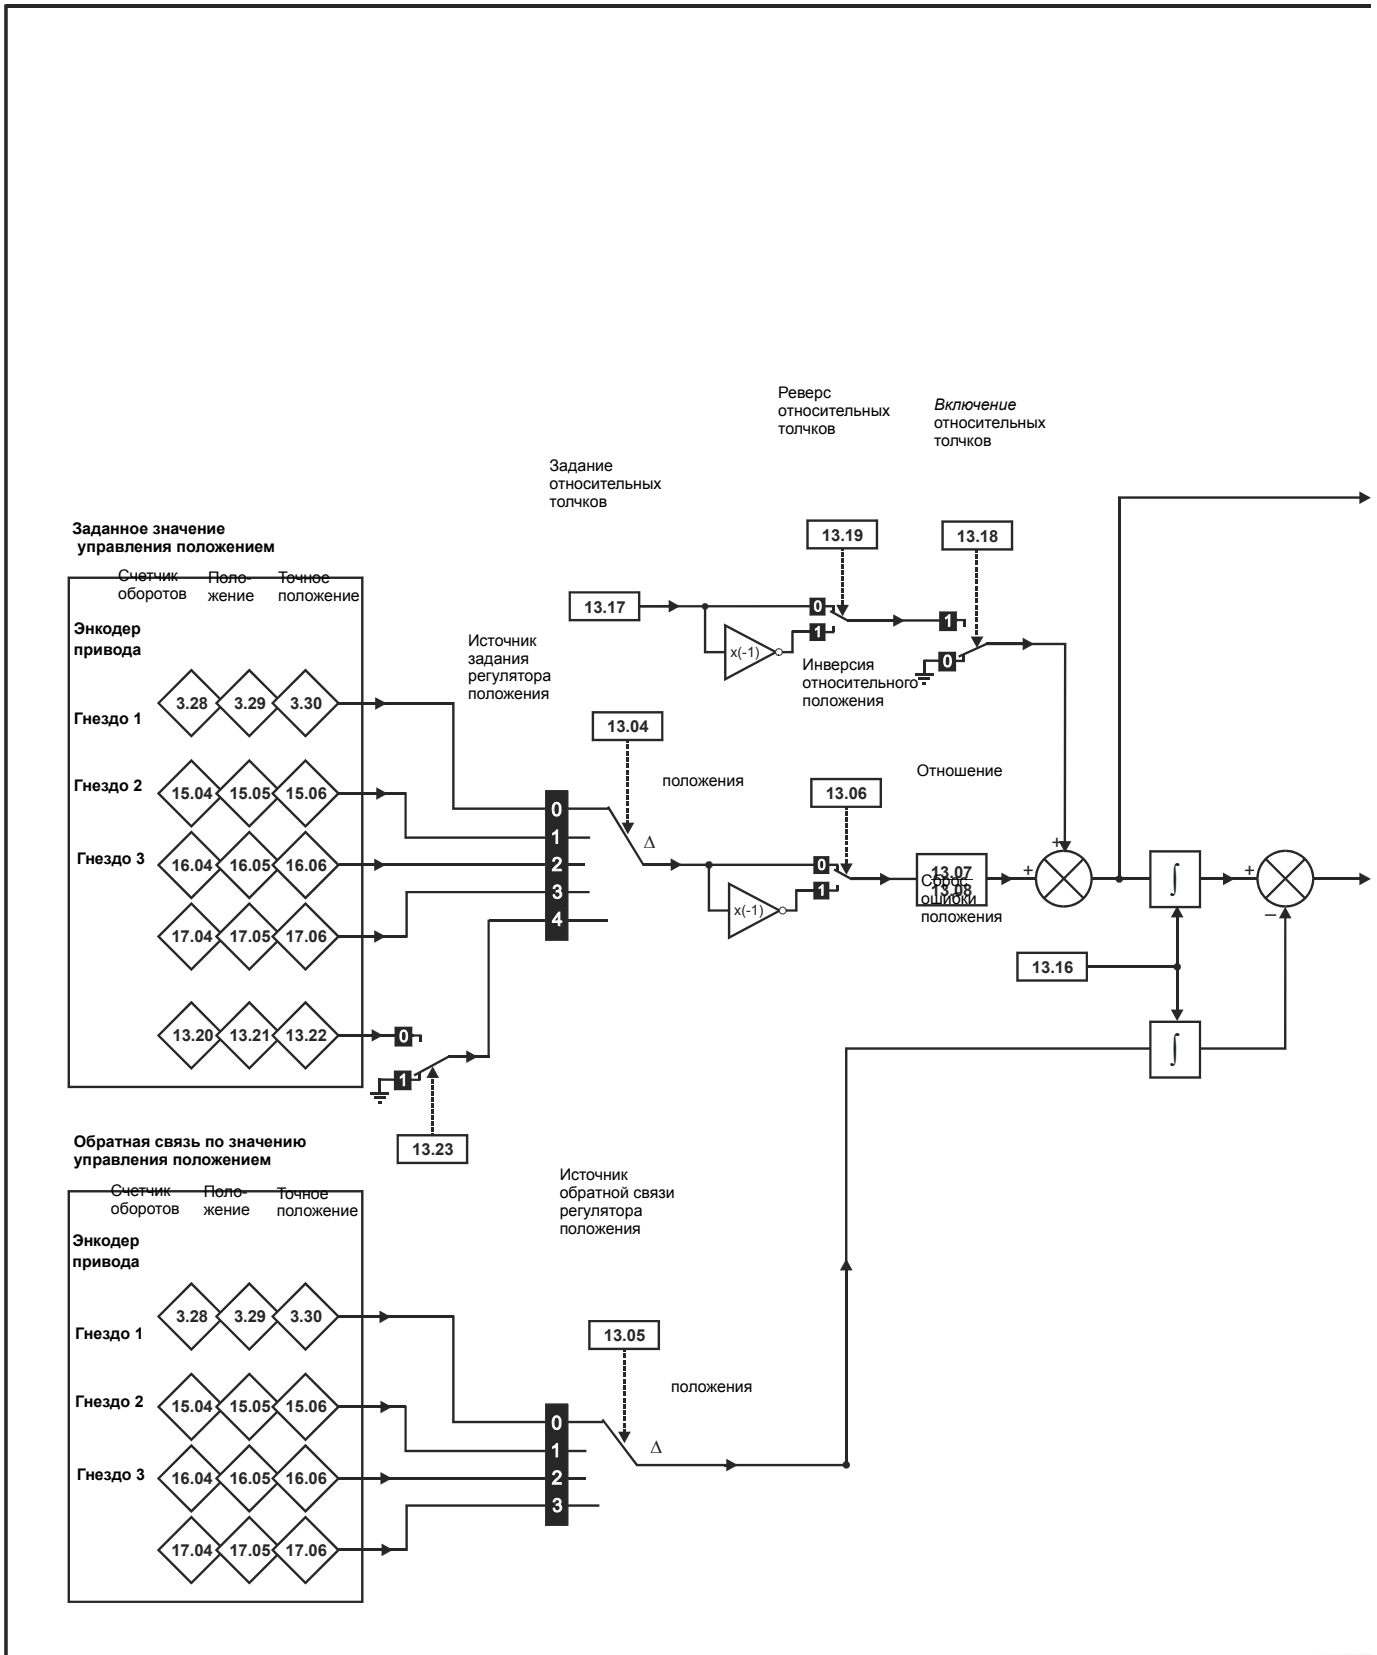 Реверс
относительных
толчков
Включение
относительных
толчков
Задание
относительных
толчков
13.19
13.18
13.17
0
1
x(-1)
1
0
Инверсия
относительного
положения
Заданное значение
управления положением
Счетчик
оборотов
Поло-
жение
Точное
положение
Энкодер
привода
3.28 3.29 3.30
Гнездо 1
Гнездо 2
15.04 15.05 15.06
Гнездо 3
16.04 16.05 16.06
17.04 17.05 17.06
13.20 13.21 13.22
0
1
13.23
Источник
задания
регулятора
положения
13.04
0
1
2
3
4
положения
Δ
x(-1)
13.06
0
1
Отношение
13.07
13.08
Сброс
ошибки
положения
+
+
∫
+
−
13.16
∫
Обратная связь по значению
управления положением
Счетчик
оборотов
Поло-
жение
Точное
положение
Энкодер
привода
3.28 3.29 3.30
Гнездо 1
Гнездо 2
15.04 15.05 15.06
Гнездо 3
16.04 16.05 16.06
17.04 17.05 17.06
Источник
обратной связи
регулятора
положения
13.05
0
1
2
3
положения
Δ